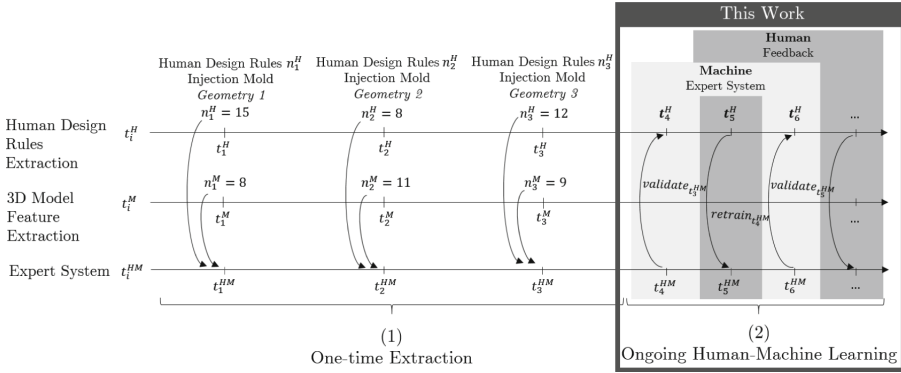 This Work
Human
Feedback
Machine
Expert System
Human Design Rules n_1^H
Injection Mold
Geometry 1
Human Design Rules n_2^H
Injection Mold
Geometry 2
Human Design Rules n_3^H
Injection Mold
Geometry 3
n_1^H = 15
n_2^H = 8
n_3^H = 12
t_4^H
t_5^H
t_6^H
...
Human Design
Rules
Extraction
t_i^H
t_1^H
t_2^H
t_3^H
n_1^M = 8
n_2^M = 11
n_3^M = 9
validate_{t_3^{HM}}
retrain_{t_4^{HM}}
validate_{t_5^{HM}}
3D Model
Feature
Extraction
t_i^M
t_1^M
t_2^M
t_3^M
...
Expert System
t_i^{HM}
t_1^{HM}
t_2^{HM}
t_3^{HM}
t_4^{HM}
t_5^{HM}
t_6^{HM}
...
(1)
One-time Extraction
(2)
Ongoing Human-Machine Learning